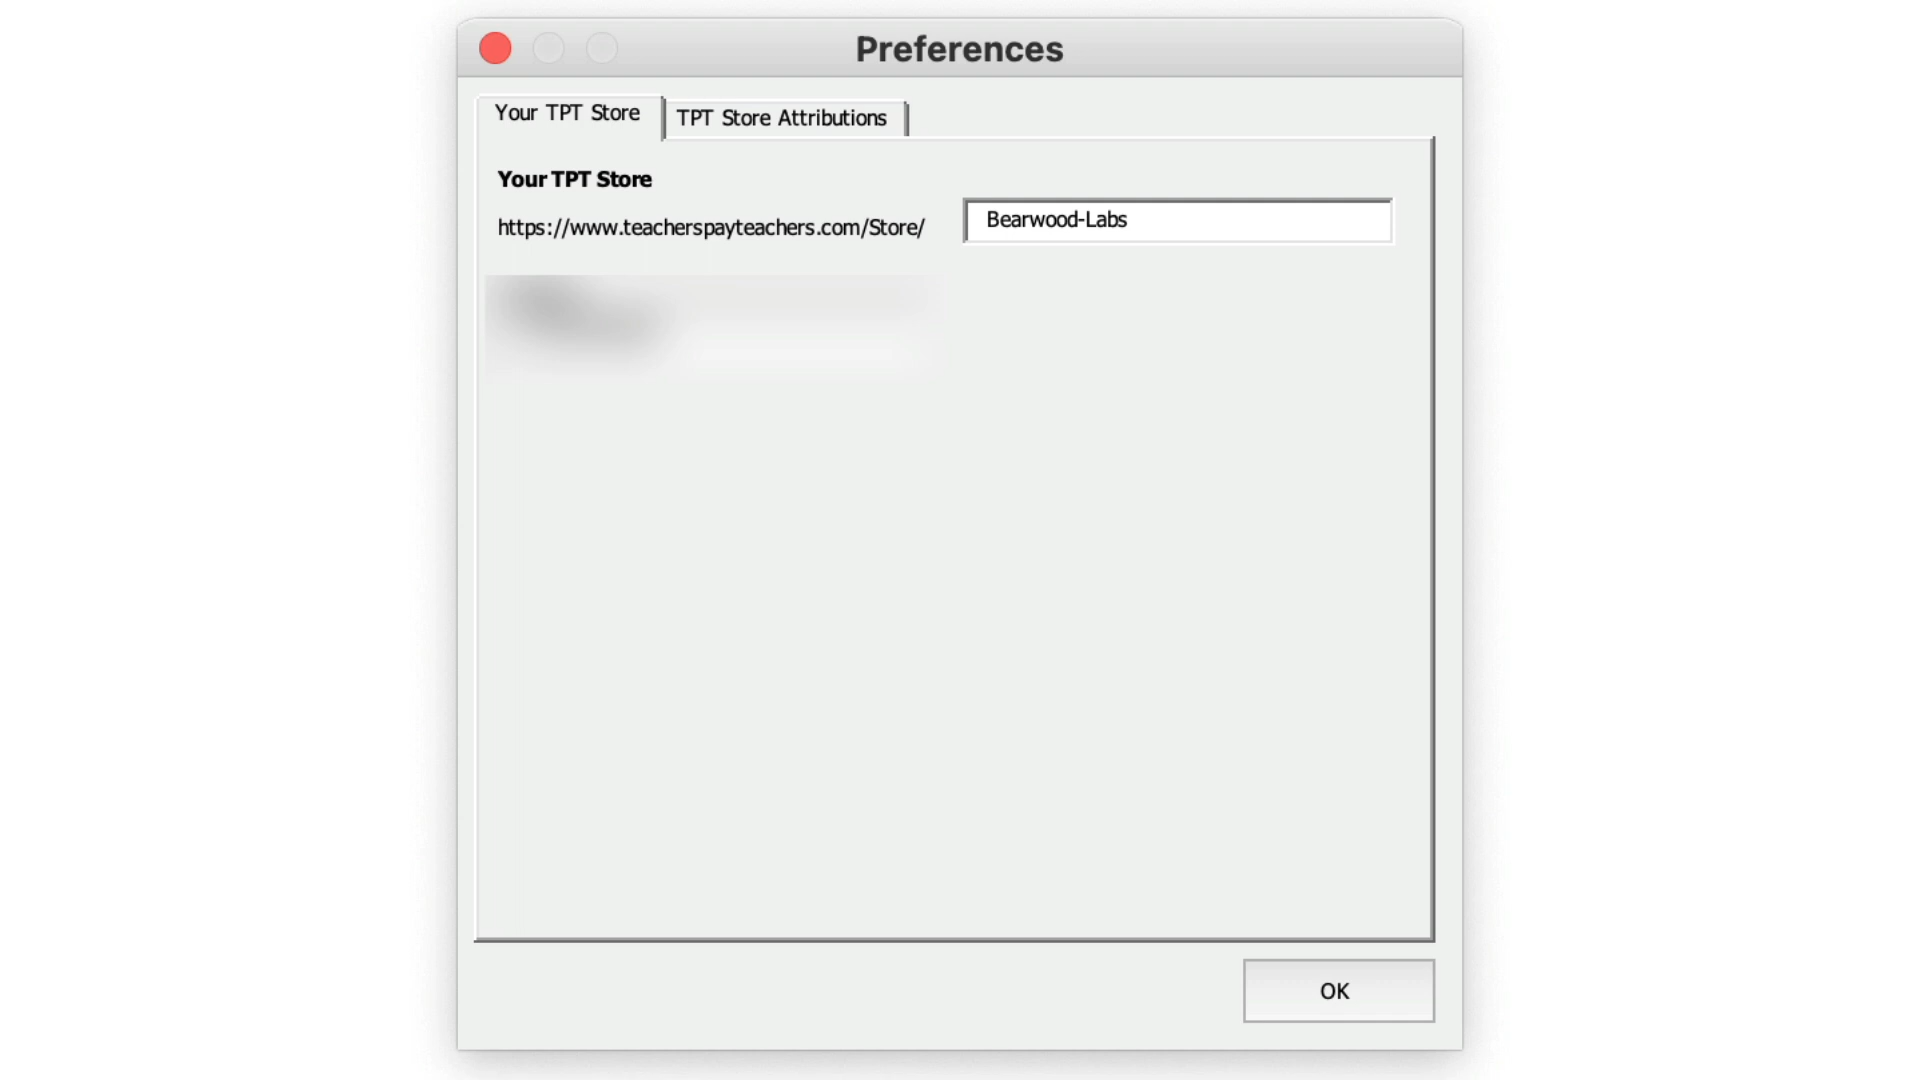 Preferences
Your TPT Store
TPT Store Attributions
Your TPT Store
https://www.teacherspayteachers.com/Store/
Bearwood-Labs
OK